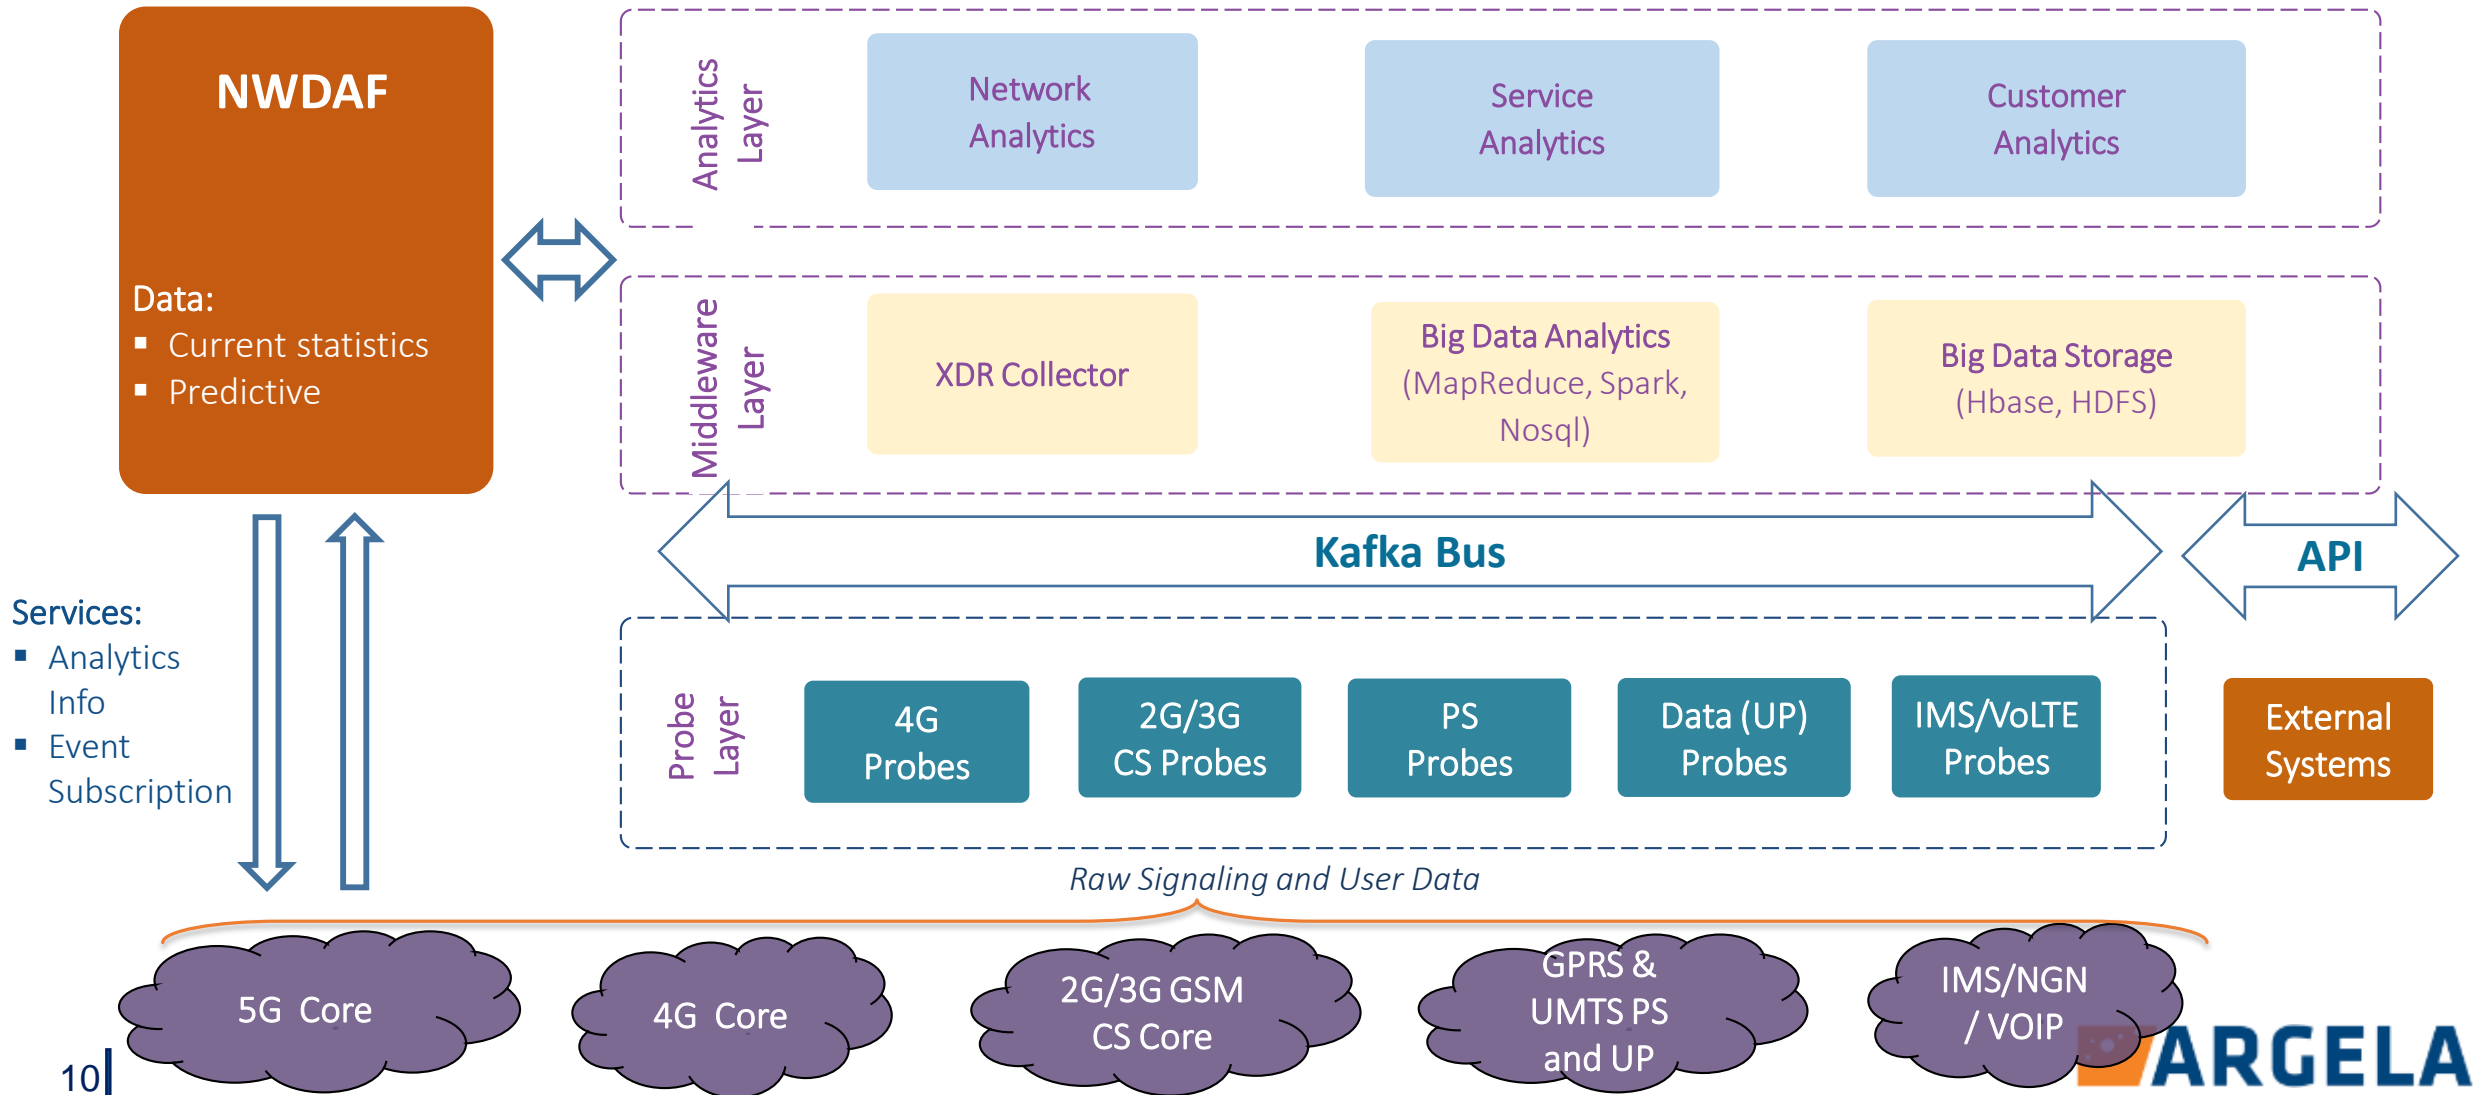 NWDAF
Data:
▪ Current statistics
▪ Predictive
Analytics
Layer
Network
Analytics
Service
Analytics
Customer
Analytics
Middleware
Layer
XDR Collector
Big Data Analytics
(MapReduce, Spark,
Nosql)
Big Data Storage
(Hbase, HDFS)
Kafka Bus
API
Services:
▪ Analytics
Info
▪ Event
Subscription
Probe
Layer
4G
Probes
2G/3G
CS Probes
PS
Probes
Data (UP)
Probes
IMS/VoLTE
Probes
External
Systems
Raw Signaling and User Data
5G Core
4G Core
2G/3G GSM
CS Core
GPRS &
UMTS PS
and UP
IMS/NGN
/ VOIP
10
ARGELA